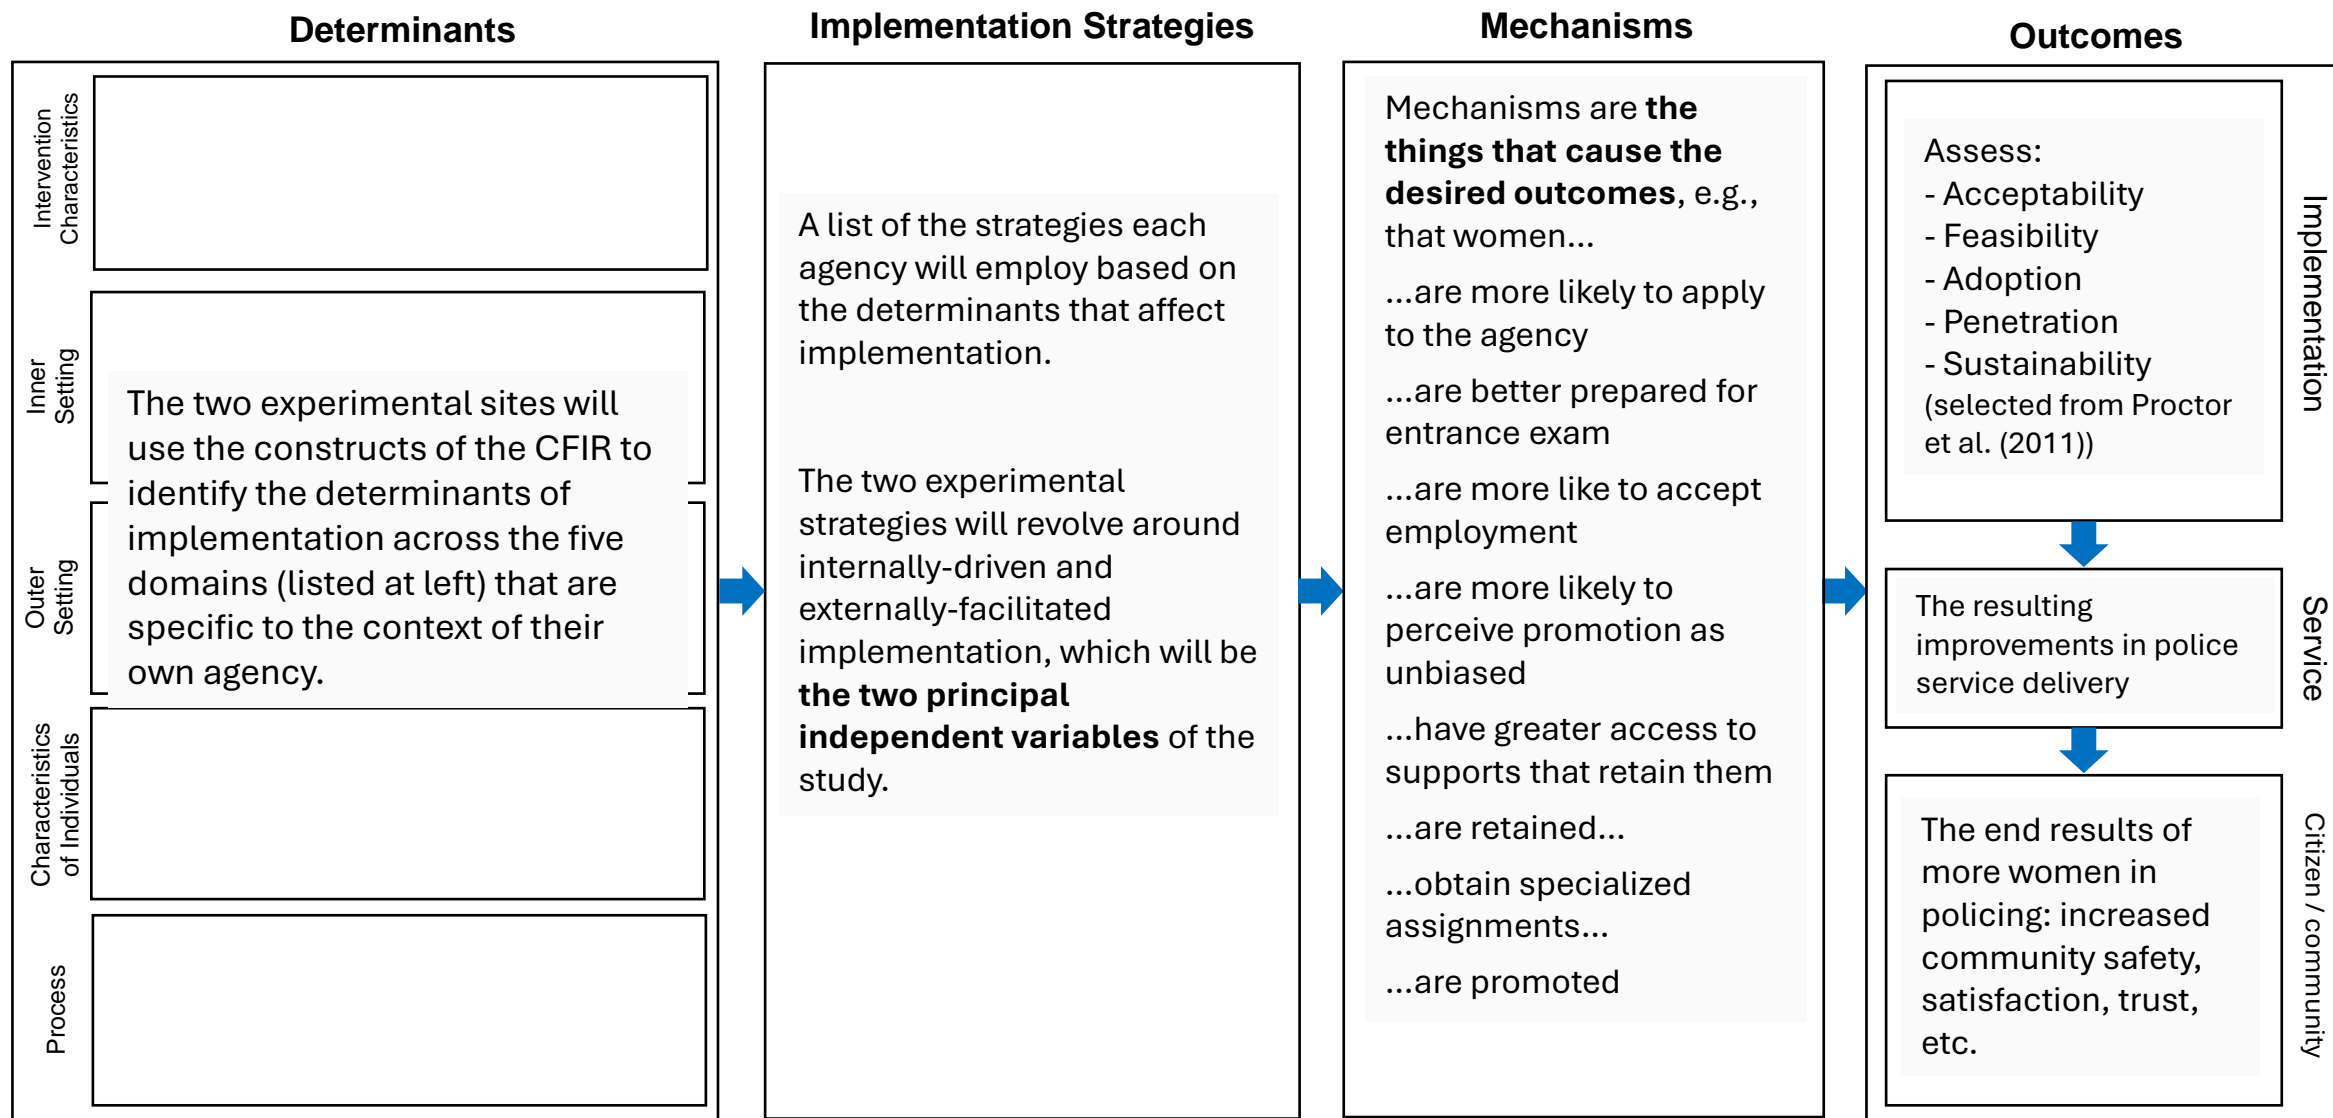 Determinants
Intervention
Characteristics
Inner
Setting
Outer
Setting
Characteristics
of Individuals
Process
The two experimental sites will
use the constructs of the CFIR to
identify the determinants of
implementation across the five
domains (listed at left) that are
specific to the context of their
own agency.
Implementation Strategies
A list of the strategies each
agency will employ based on
the determinants that affect
implementation.
The two experimental
strategies will revolve around
internally-driven and
externally-facilitated
implementation, which will be
the two principal
independent variables of the
study.
Mechanisms
Mechanisms are the
things that cause the
desired outcomes, e.g.,
that women...
...are more likely to apply
to the agency
...are better prepared for
entrance exam
...are more like to accept
employment
...are more likely to
perceive promotion as
unbiased
...have greater access to
supports that retain them
...are retained...
...obtain specialized
assignments...
...are promoted
Outcomes
Assess:
- Acceptability
- Feasibility
- Adoption
- Penetration
- Sustainability
(selected from Proctor
et al. (2011))
Implementation
The resulting
improvements in police
service delivery
Service
The end results of
more women in
policing: increased
community safety,
satisfaction, trust,
etc.
Citizen / community